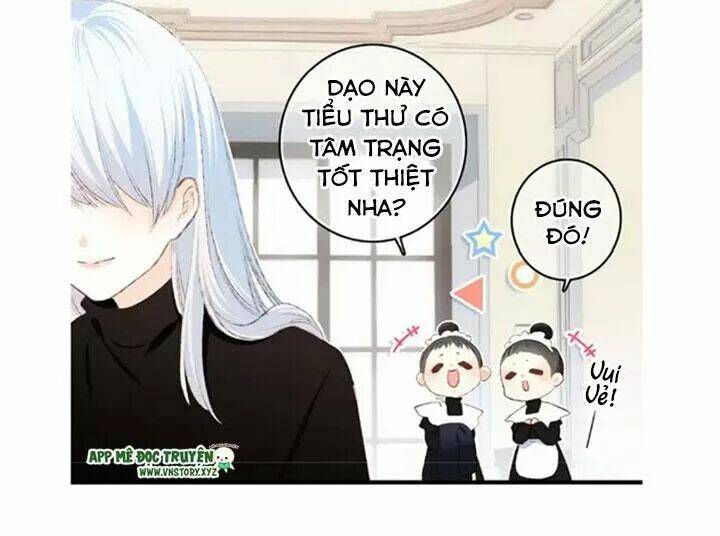 DẠO NÀY
TIỂU THƯ CÓ
TÂM TRẠNG
TỐT THIỆT
NHA?
ĐÚNG
ĐÓ!
Vui
vẻ!
APP MÊ ĐỌC TRUYỆN
WWW.VNSTORY.XYZ